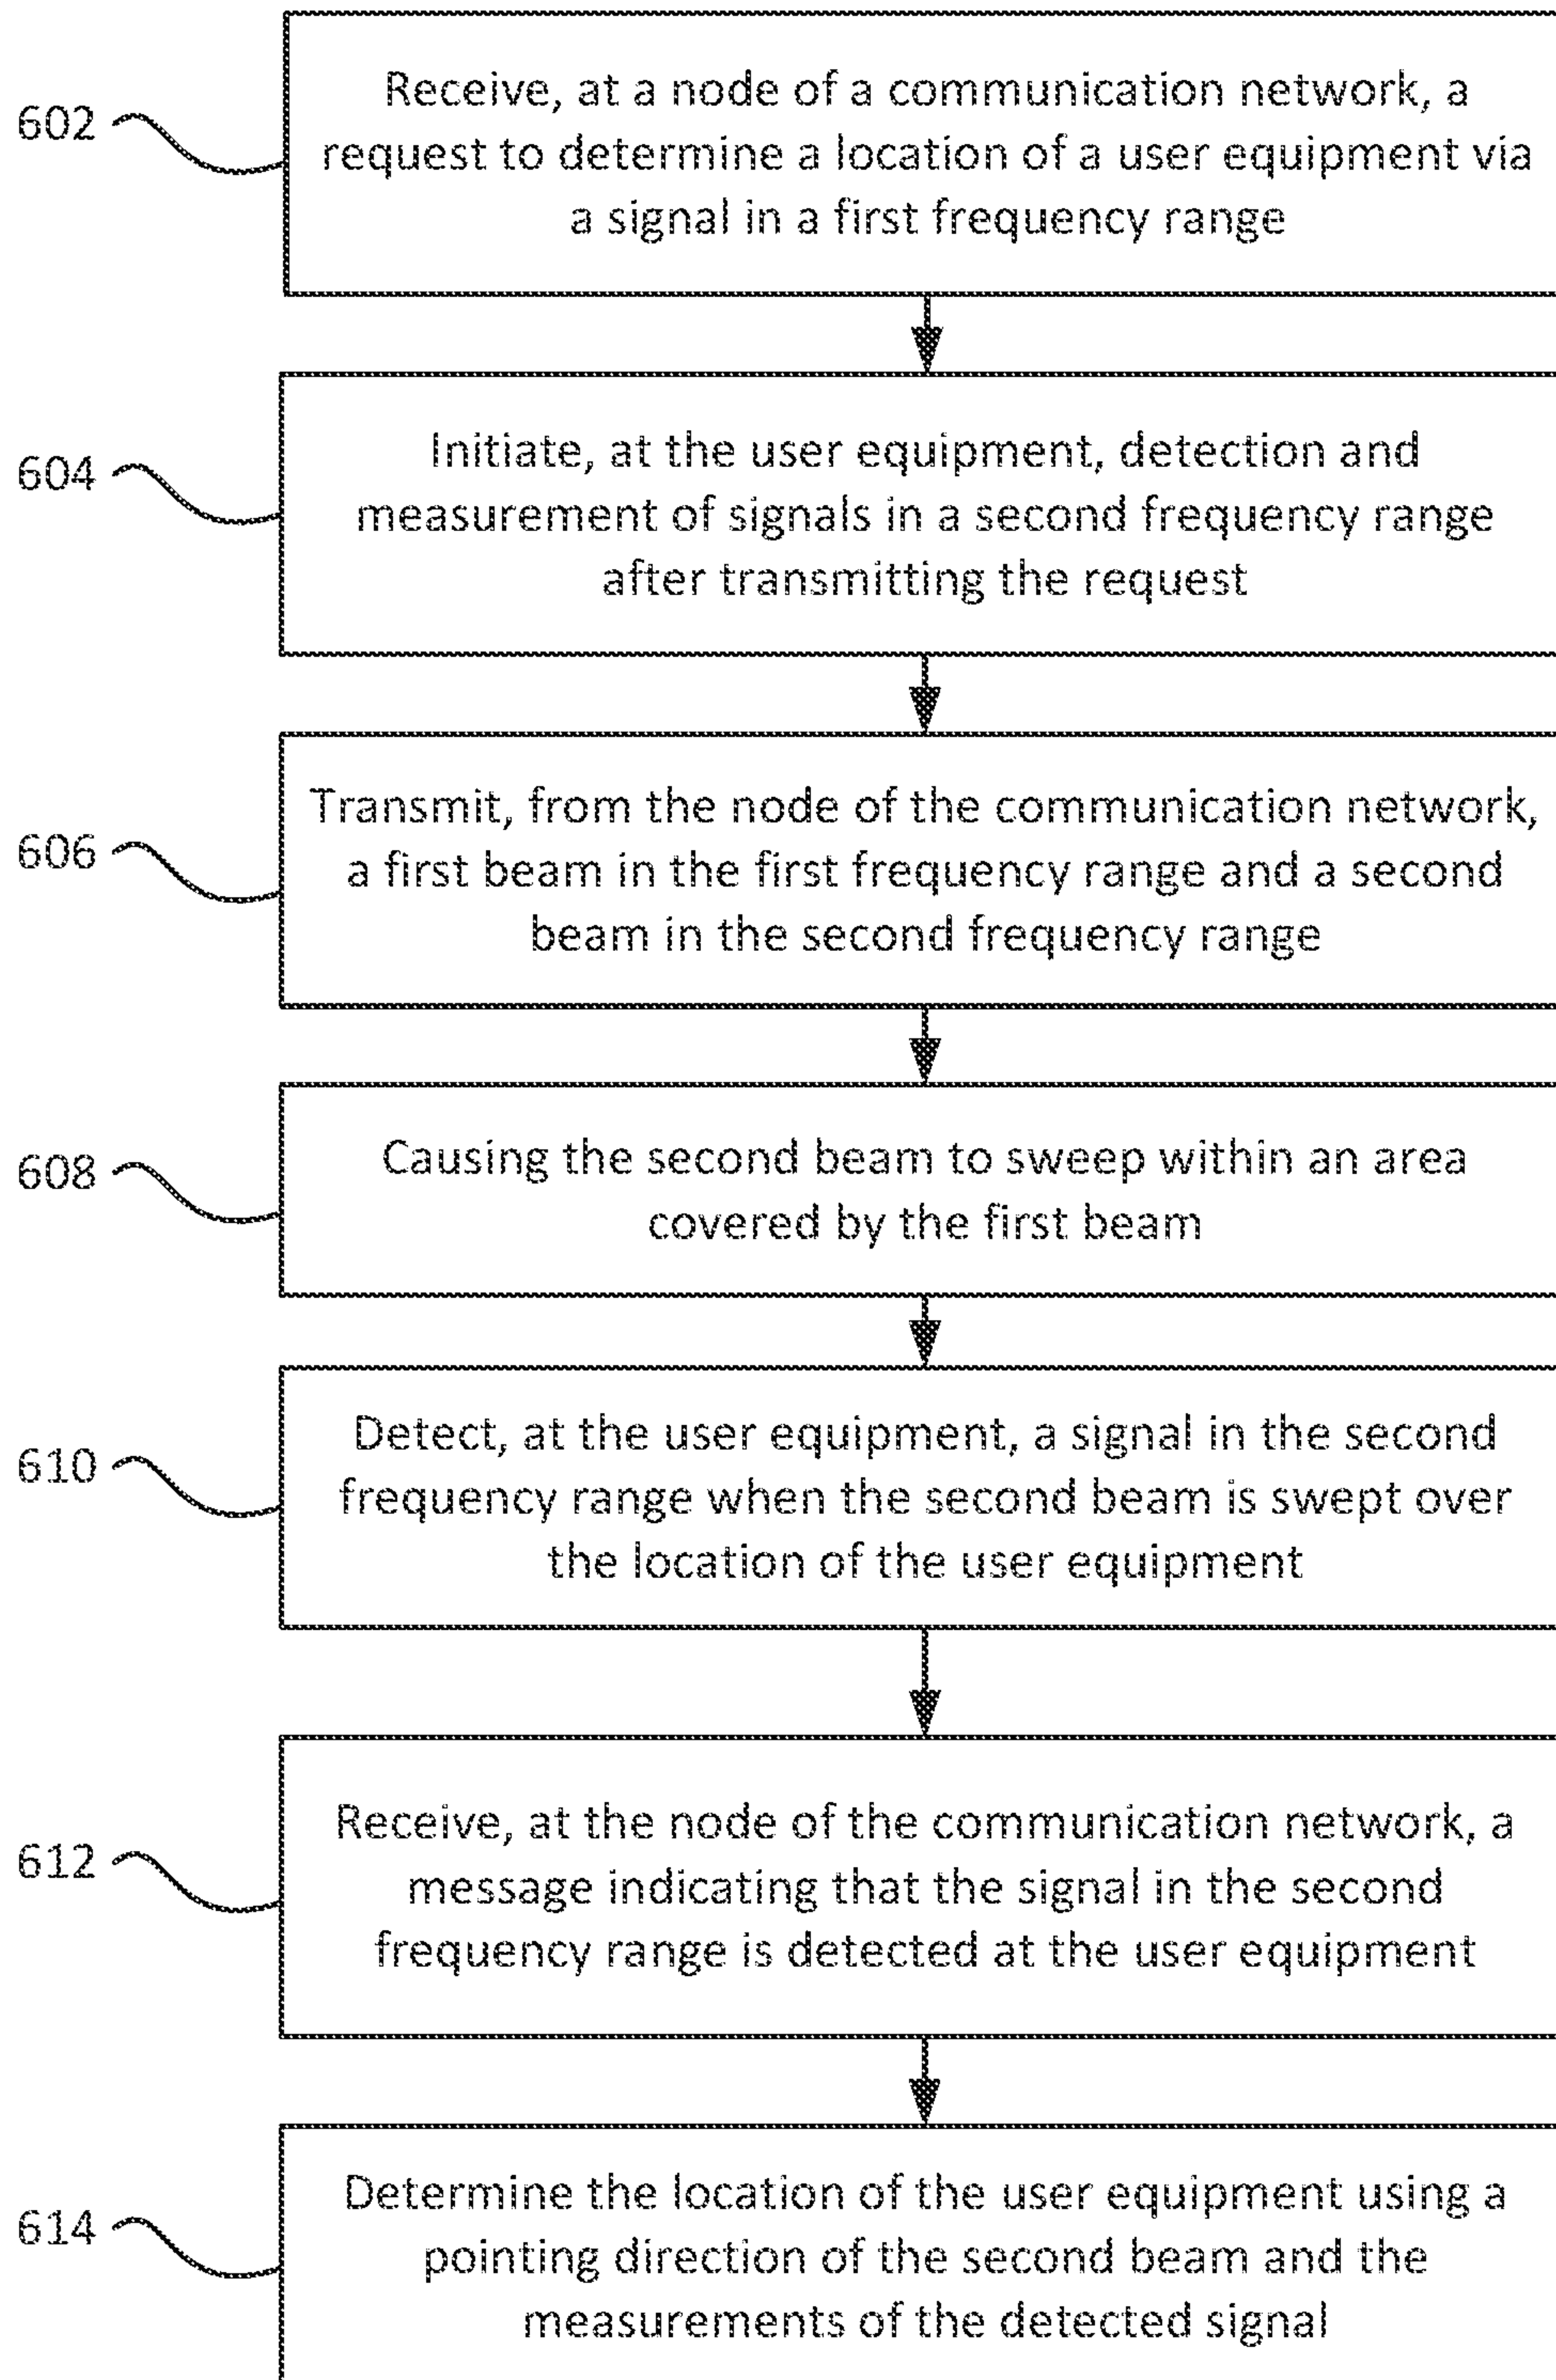 602
Receive, at a node of a communication network, a
request to determine a location of a user equipment via
a signal in a first frequency range
604
Initiate, at the user equipment, detection and
measurement of signals in a second frequency range
after transmitting the request
606
Transmit, from the node of the communication network,
a first beam in the first frequency range and a second
beam in the second frequency range
608
Causing the second beam to sweep within an area
covered by the first beam
610
Detect, at the user equipment, a signal in the second
frequency range when the second beam is swept over
the location of the user equipment
612
Receive, at the node of the communication network, a
message indicating that the signal in the second
frequency range is detected at the user equipment
614
Determine the location of the user equipment using a
pointing direction of the second beam and the
measurements of the detected signal